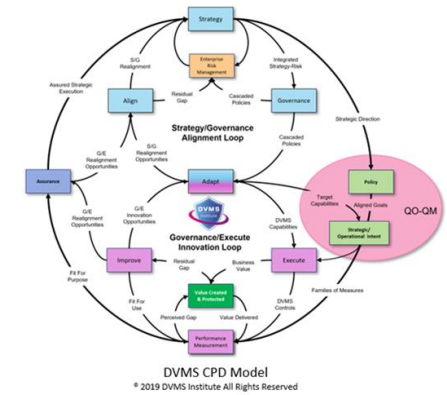 Strategy
S/G
Realignment
Enterprise
Risk
Management
Integrated
Strategy-Risk
Assured Strategic
Execution
Align
Residual
Gap
Cascaded
Policies
Governance
Strategic Direction
Strategy/Governance
Alignment Loop
Cascaded
Policies
G/E
Realignment
Opportunities
S/G
Realignment
Opportunities
Assurance
Adapt
Policy
Target
Capabilities
Aligned Goals
QO-QM
DVMS
INSTITUTE
G/E
Realignment
Opportunities
G/E
Innovation
Opportunities
DVMS
Capabilities
Strategic/
Operational Intent
Governance/Execute
Innovation Loop
Improve
Residual
Gap
Business
Value
Execute
Fit For
Purpose
Fit For
Use
Value Created
& Protected
DVMS
Controls
Families of Measures
Perceived Gap
Value Delivered
Performance
Measurement
DVMS CPD Model
© 2019 DVMS Institute All Rights Reserved